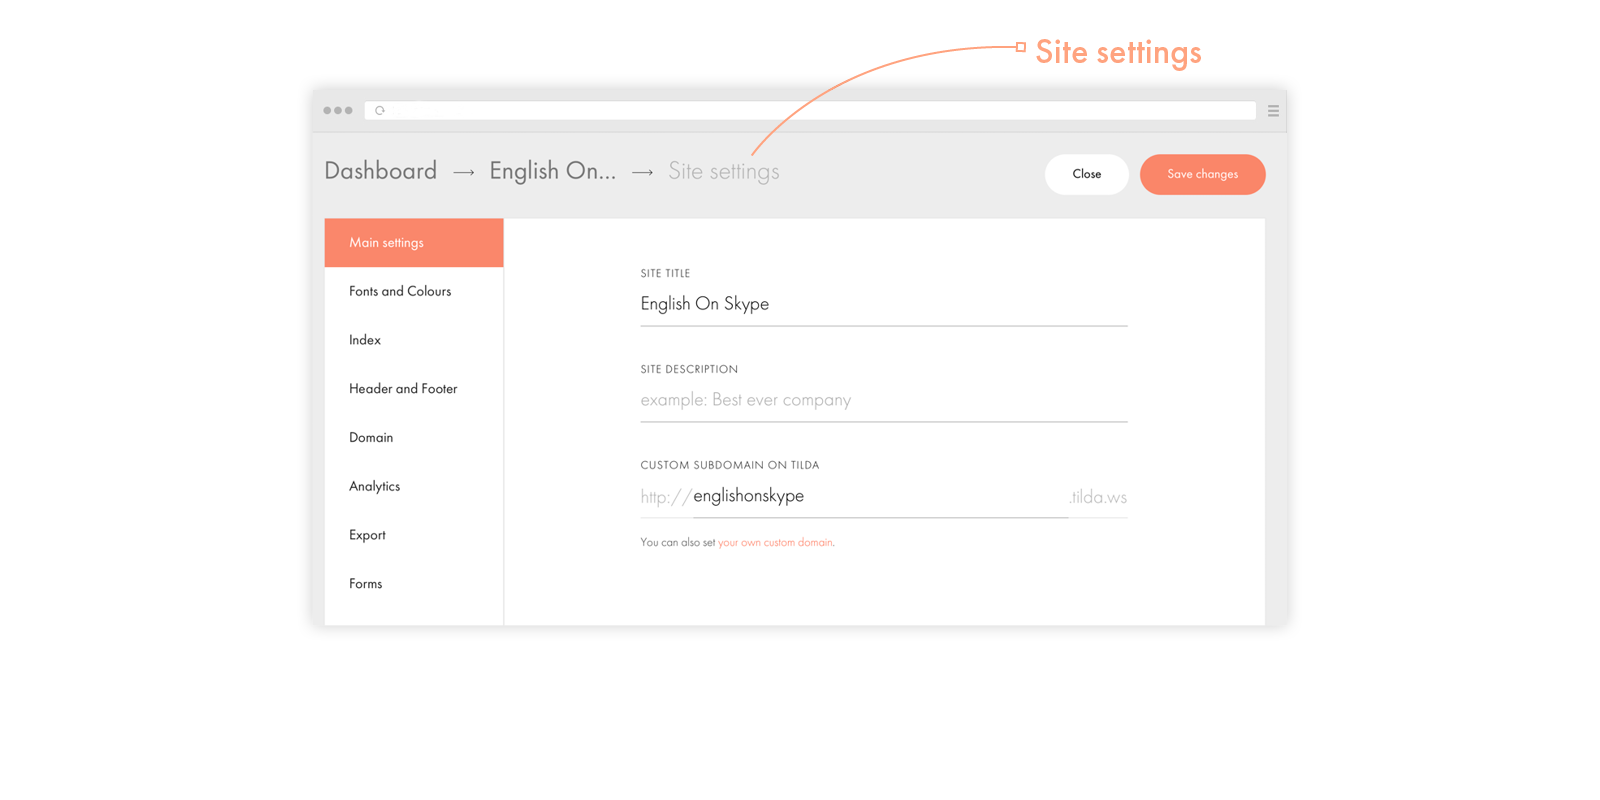 Site settings
Dashboard → English On... → Site settings
Close
Save changes
Main settings
Fonts and Colours
Index
Header and Footer
Domain
Analytics
Export
Forms
SITE TITLE
English On Skype
SITE DESCRIPTION
example: Best ever company
CUSTOM SUBDOMAIN ON TILDA
http://englishonskype .tilda.ws
You can also set your own custom domain.